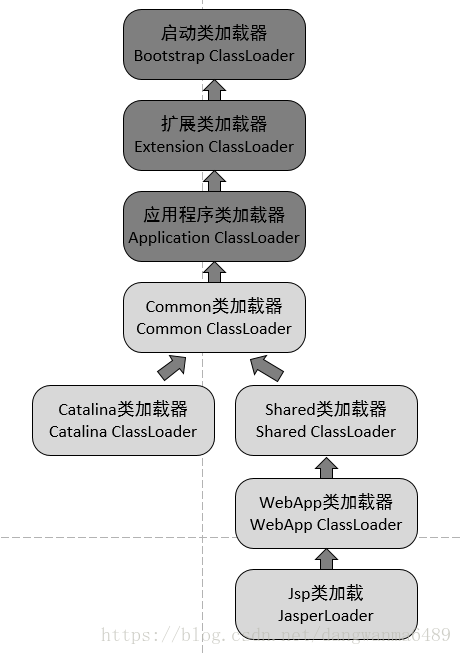 启动类加载器
Bootstrap ClassLoader
扩展类加载器
Extension ClassLoader
应用程序类加载器
Application ClassLoader
Common类加载器
Common ClassLoader
Catalina类加载器
Catalina ClassLoader
Shared类加载器
Shared ClassLoader
WebApp类加载器
WebApp ClassLoader
Jsp类加载
JasperLoader
https://blog.csdn.net/dangwanma6489